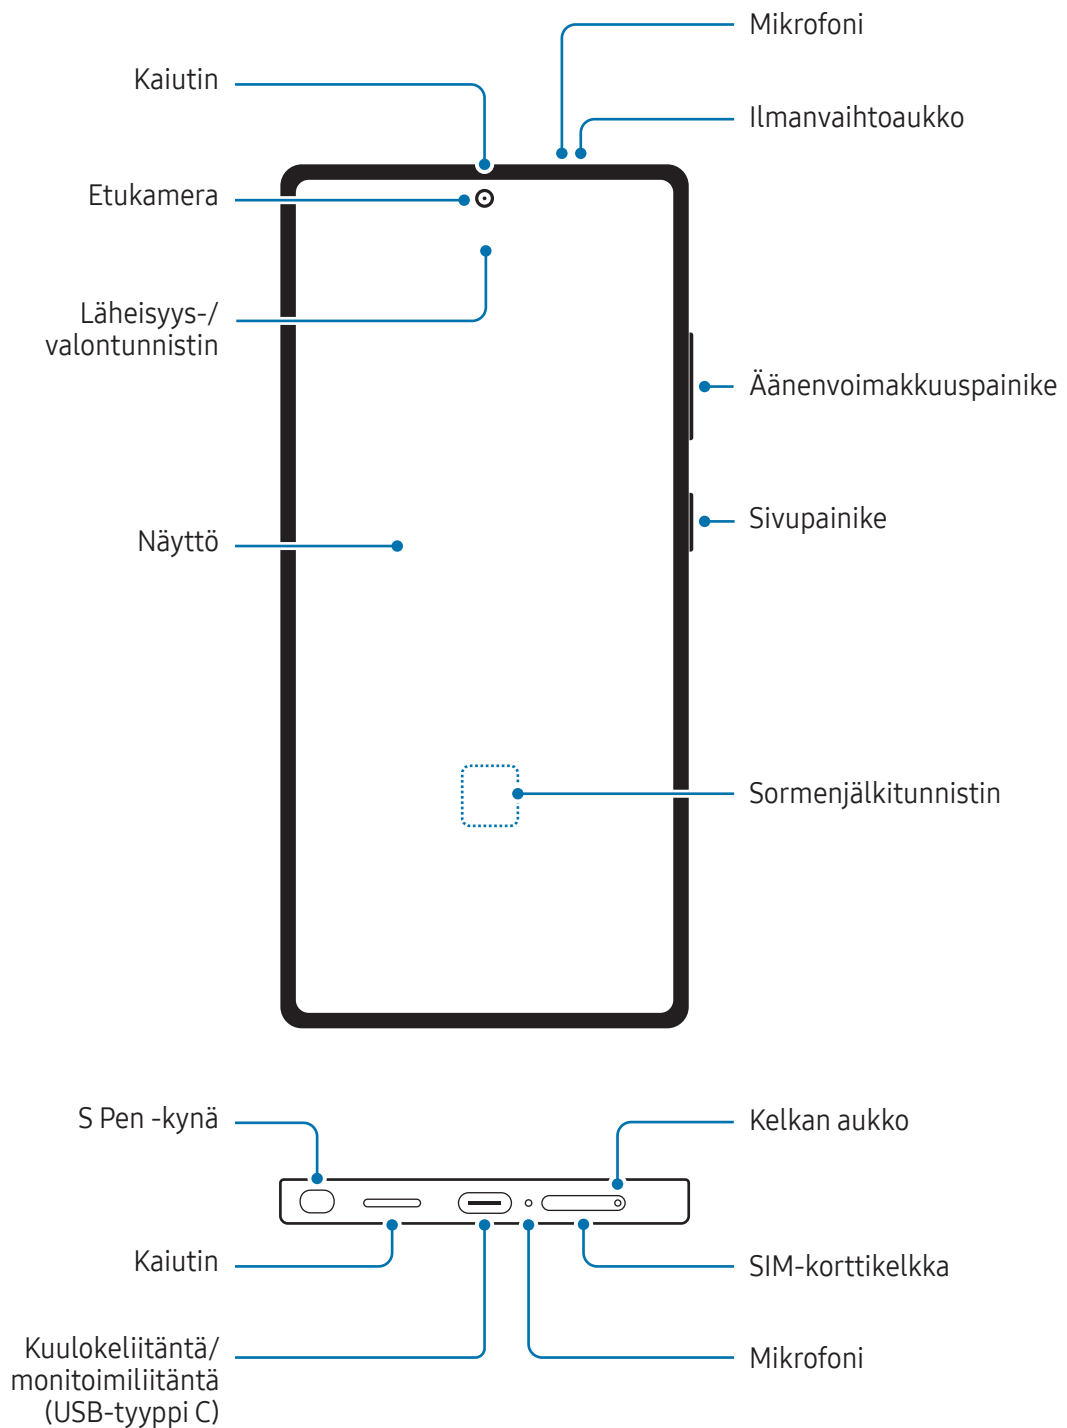 Mikrofoni
Kaiutin
Ilmanvaihtoaukko
Etukamera
Läheisyys-/
valontunnistin
Äänenvoimakkuuspainike
Sivupainike
Näyttö
Sormenjälkitunnistin
S Pen -kynä
Kelkan aukko
Kaiutin
SIM-korttikelkka
Kuulokeliitäntä/
monitoimiliitäntä
(USB-tyyppi C)
Mikrofoni